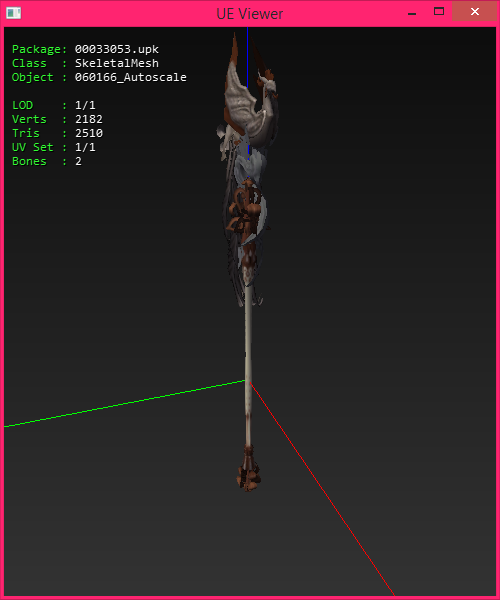 UE Viewer
Package: 00033053.upk
Class : SkeletalMesh
Object : 060166_Autoscale
LOD : 1/1
Verts : 2182
Tris : 2510
UV Set : 1/1
Bones : 2